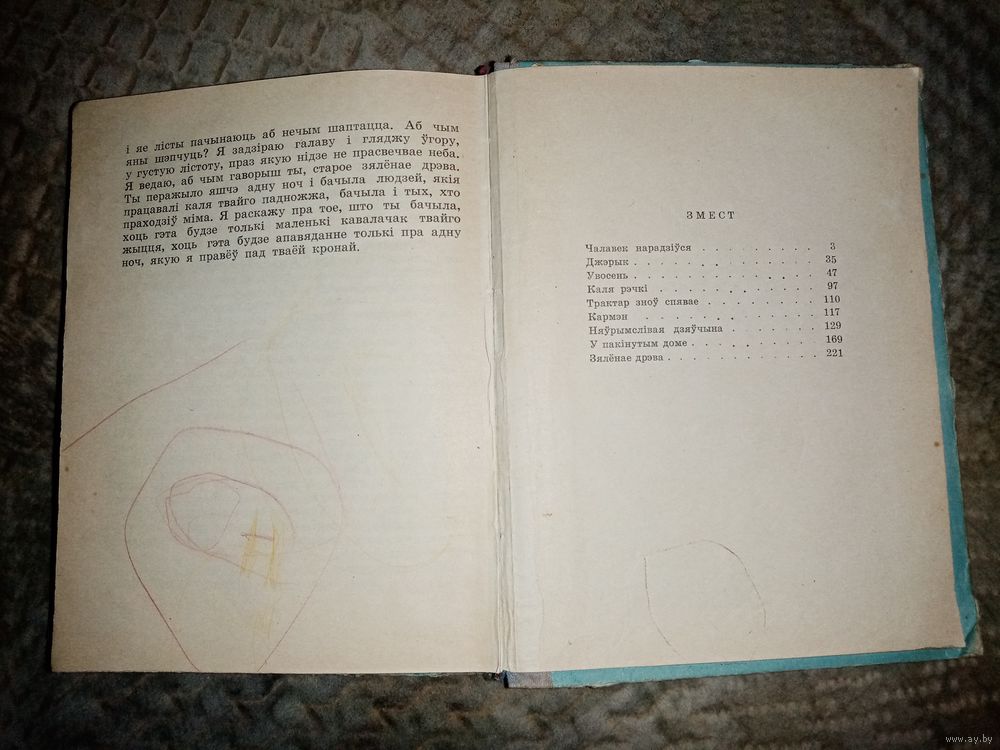 і яе лісты пачынаюць аб нечым шаптацца. Аб чым
яны шэпчуць? Я задзіраю галаву і гляджу ўгору,
у густую лістоту, праз якую нідзе не прасвечвае неба.
Я ведаю, аб чым гаворыш ты, старое зялёнае дрэва.
Ты перажыло яшчэ адну ноч і бачыла людзей, якія
працавалі каля твайго падножжа, бачыла і тых, хто
праходзіў міма. Я раскажу пра тое, што ты бачыла,
хоць гэта будзе толькі маленькі кавалачак твайго
жыцця, хоць гэта будзе апавяданне толькі пра адну
ноч, якую я правёў пад тваёй кронай.
ЗМЕСТ
Чалавек нарадзіўся . . . . . . . . . 3
Джэрык . . . . . . . . . . . . 35
Увосень . . . . . . . . . . . . 47
Каля рэчкі . . . . . . . . . . . 97
Трактар зноў спявае . . . . . . . . 110
Кармэн . . . . . . . . . . . . 117
Няўрымслівая дзяўчына . . . . . . . 129
У пакінутым доме . . . . . . . . . 169
Зялёнае дрэва . . . . . . . . . . 221
www.ay.by